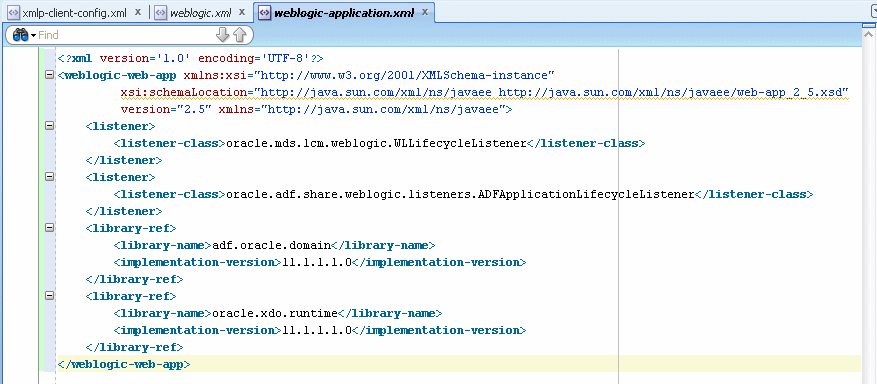 xmlp-client-config.xml weblogic.xml weblogic-application.xml
Find
<?xml version='1.0' encoding='UTF-8'?>
<weblogic-web-app xmlns:xsi="http://www.w3.org/2001/XMLSchema-instance"
xsi:schemaLocation="http://java.sun.com/xml/ns/javaee http://java.sun.com/xml/ns/javaee/web-app_2_5.xsd"
version="2.5" xmlns="http://java.sun.com/xml/ns/javaee">
<listener>
<listener-class>oracle.mds.lcm.weblogic.WLLifecycleListener</listener-class>
</listener>
<listener>
<listener-class>oracle.adf.share.weblogic.listeners.ADFApplicationLifecycleListener</listener-class>
</listener>
<library-ref>
<library-name>adf.oracle.domain</library-name>
<implementation-version>11.1.1.1.0</implementation-version>
</library-ref>
<library-ref>
<library-name>oracle.xdo.runtime</library-name>
<implementation-version>11.1.1.1.0</implementation-version>
</library-ref>
</weblogic-web-app>